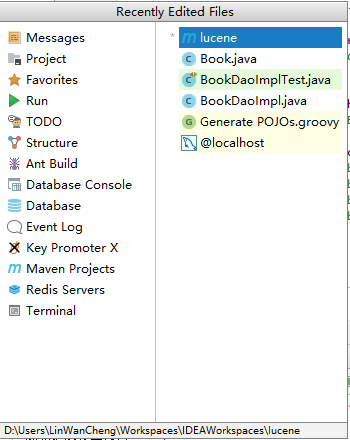 Recently Edited Files
Messages
Project
Favorites
Run
TODO
Structure
Ant Build
Database Console
Database
Event Log
Key Promoter X
Maven Projects
Redis Servers
Terminal
* lucene
Book.java
BookDaoImplTest.java
BookDaoImpl.java
Generate POJOs.groovy
@localhost
D:\Users\LinWanCheng\Workspaces\IDEAWorkspaces\lucene